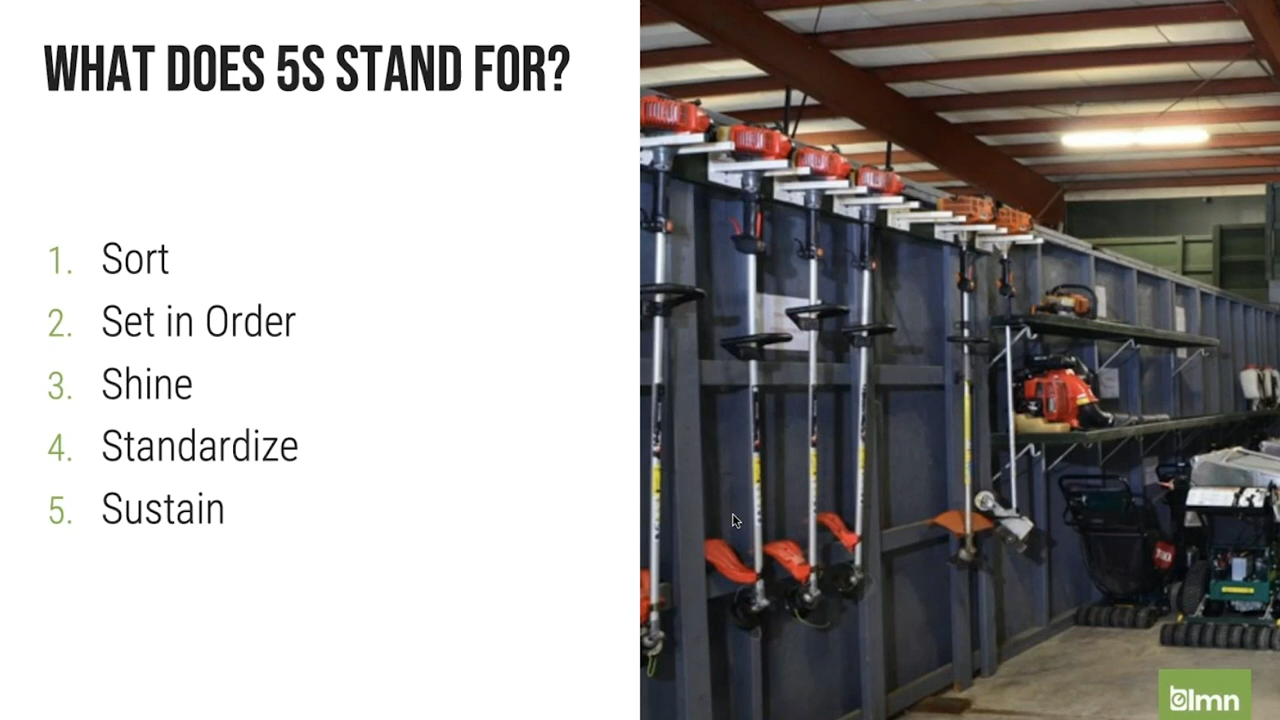 WHAT DOES 5S STAND FOR?
1. Sort
2. Set in Order
3. Shine
4. Standardize
5. Sustain
lmn